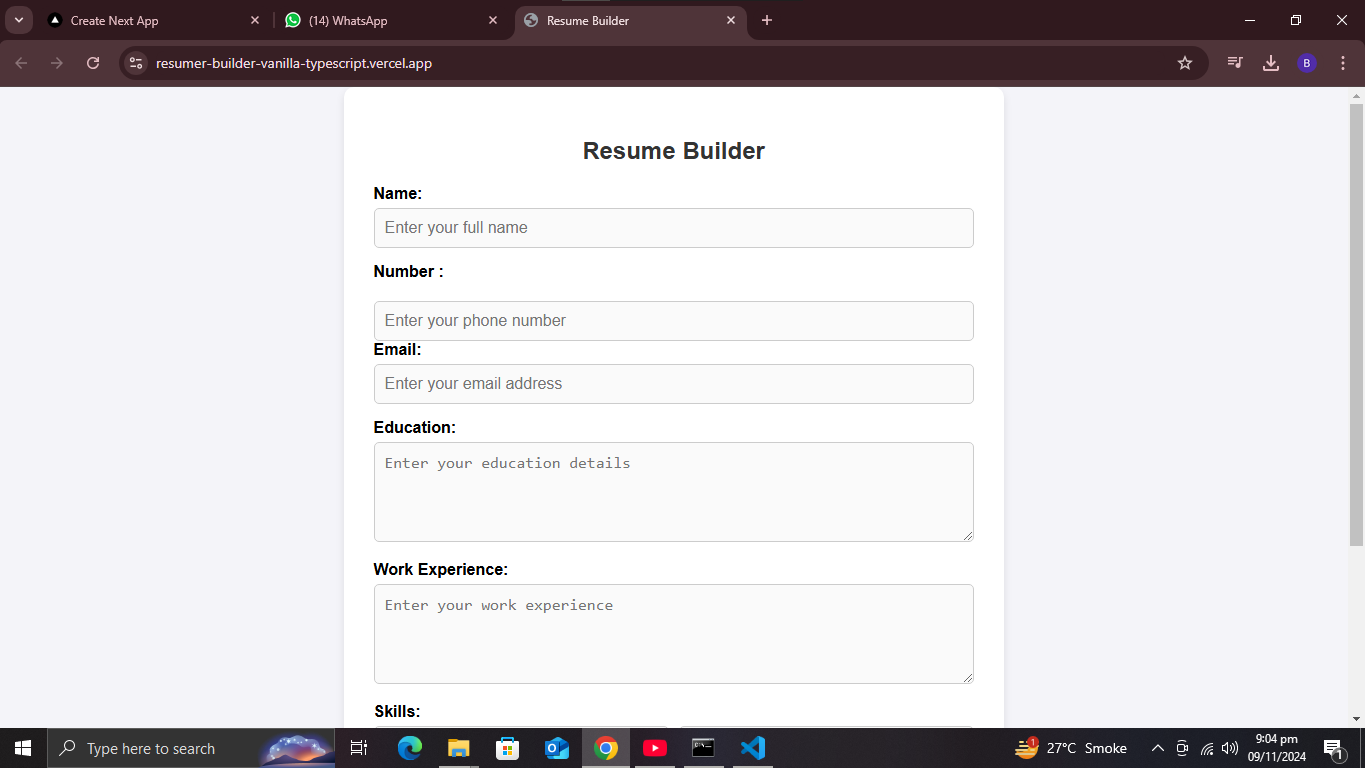 Create Next App
(14) WhatsApp
Resume Builder
resumer-builder-vanilla-typescript.vercel.app
B
Resume Builder
Name:
Enter your full name
Number :
Enter your phone number
Email:
Enter your email address
Education:
Enter your education details
Work Experience:
Enter your work experience
Skills:
Type here to search
1
27°C Smoke
9:04 pm
09/11/2024
1